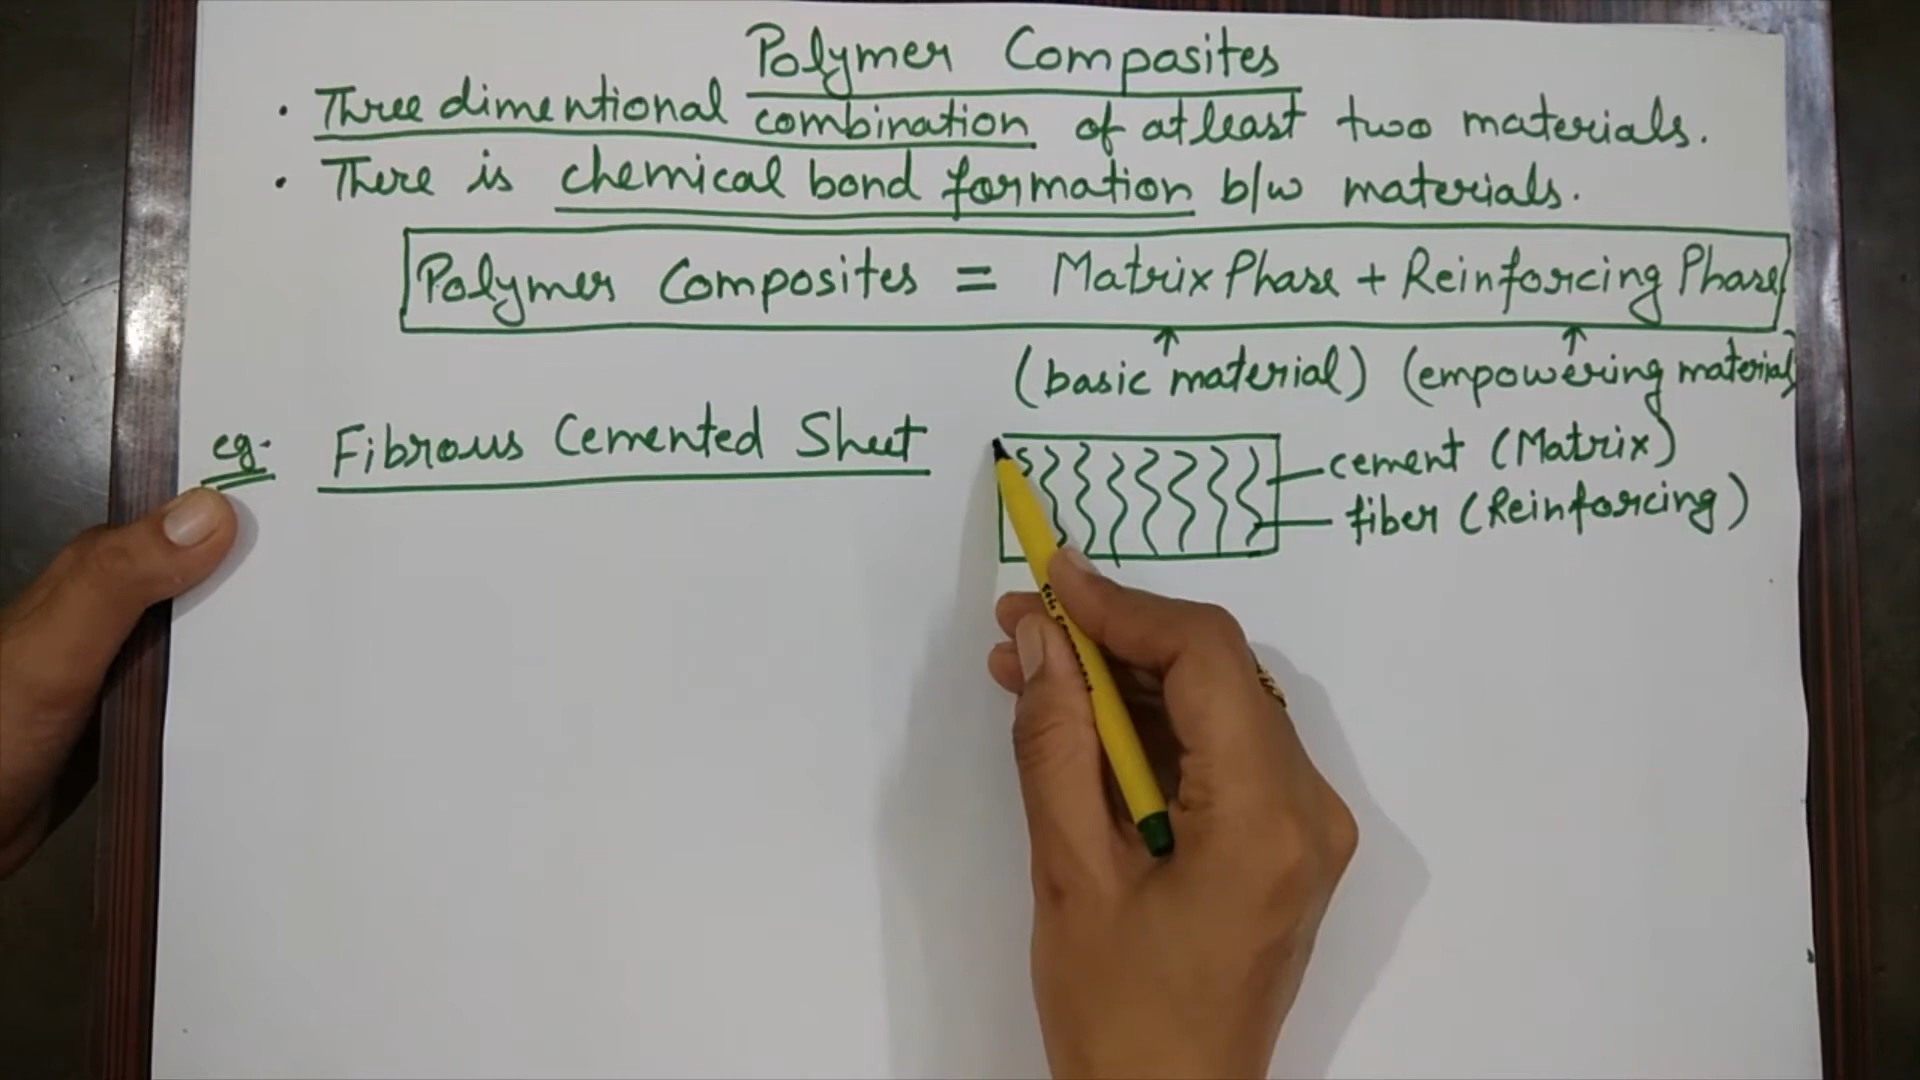 Polymer Composites
• Three dimentional combination of atleast two materials.
• There is chemical bond formation b/w materials.
Polymer Composites = Matrix Phase + Reinforcing Phase
(basic material) (empowering material)
eg. Fibrous Cemented Sheet
cement (Matrix)
fiber (Reinforcing)